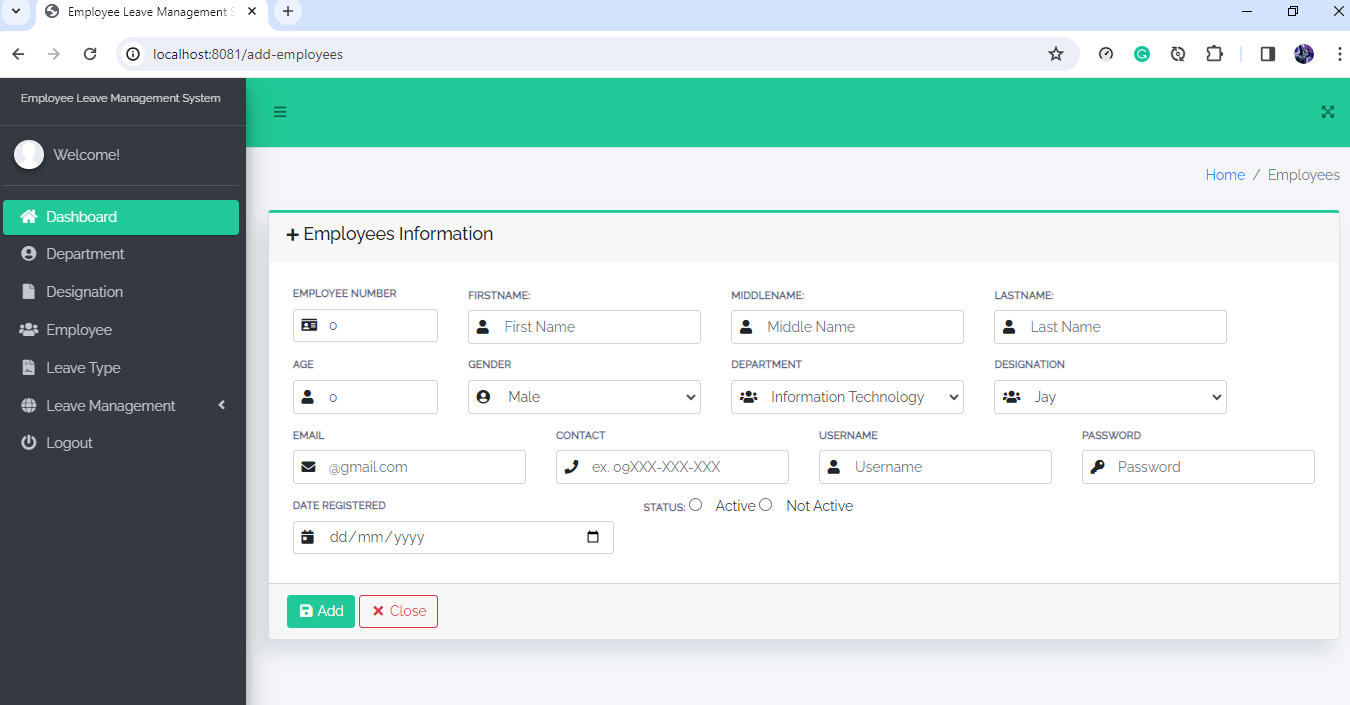 Employee Leave Management S
localhost:8081/add-employees
Employee Leave Management System
Welcome!
Dashboard
Department
Designation
Employee
Leave Type
Leave Management
Logout
Home / Employees
Employees Information
EMPLOYEE NUMBER FIRSTNAME: MIDDLENAME: LASTNAME:
0 First Name Middle Name Last Name
AGE GENDER DEPARTMENT DESIGNATION
0 Male Information Technology Jay
EMAIL CONTACT USERNAME PASSWORD
@gmail.com ex. 09XXX-XXX-XXX Username Password
DATE REGISTERED STATUS: Active Not Active
dd/mm/yyyy
Add Close